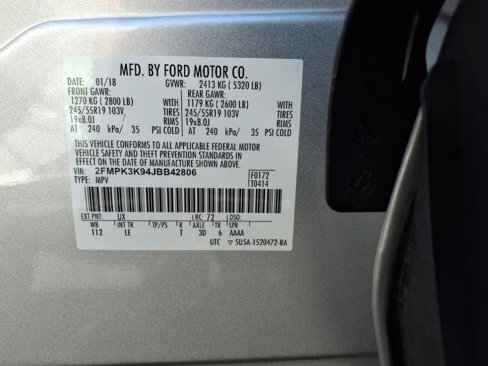 MFD. BY FORD MOTOR CO.
DATE: 01/18 GVWR: 2413 KG ( 5320 LB)
FRONT GAWR: REAR GAWR:
1270 KG ( 2800 LB) WITH 1179 KG ( 2600 LB) WITH
245/55R19 103V TIRES 245/55R19 103V TIRES
19x8.0J RIMS 19x8.0J RIMS
AT 240 kPa/ 35 PSI COLD AT 240 kPa/ 35 PSI COLD
THIS VEHICLE CONFORMS TO ALL APPLICABLE FEDERAL MOTOR
VEHICLE SAFETY AND THEFT PREVENTION STANDARDS IN
EFFECT ON THE DATE OF MANUFACTURE SHOWN ABOVE.
VIN: 2FMPK3K94JBB42806 F0172
TYPE: MPV T0414
EXT PNT: UX RC: 72 DSO:
WB INT TR TP/PS R AXLE TR SPR
112 LE T 3D 6 AAAA
UTC ▽ 5U5A-1520472-BA